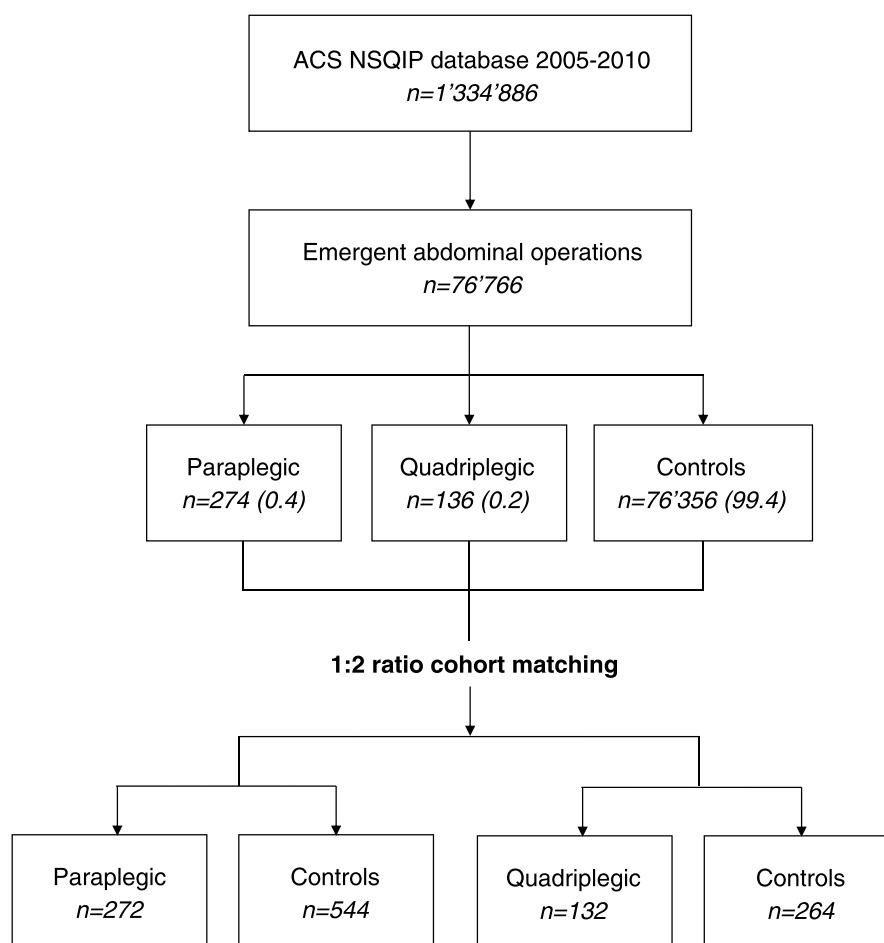 ACS NSQIP database 2005-2010
n=1’334’886
Emergent abdominal operations
n=76’766
Paraplegic
n=274 (0.4)
Quadriplegic
n=136 (0.2)
Controls
n=76’356 (99.4)
1:2 ratio cohort matching
Paraplegic
n=272
Controls
n=544
Quadriplegic
n=132
Controls
n=264